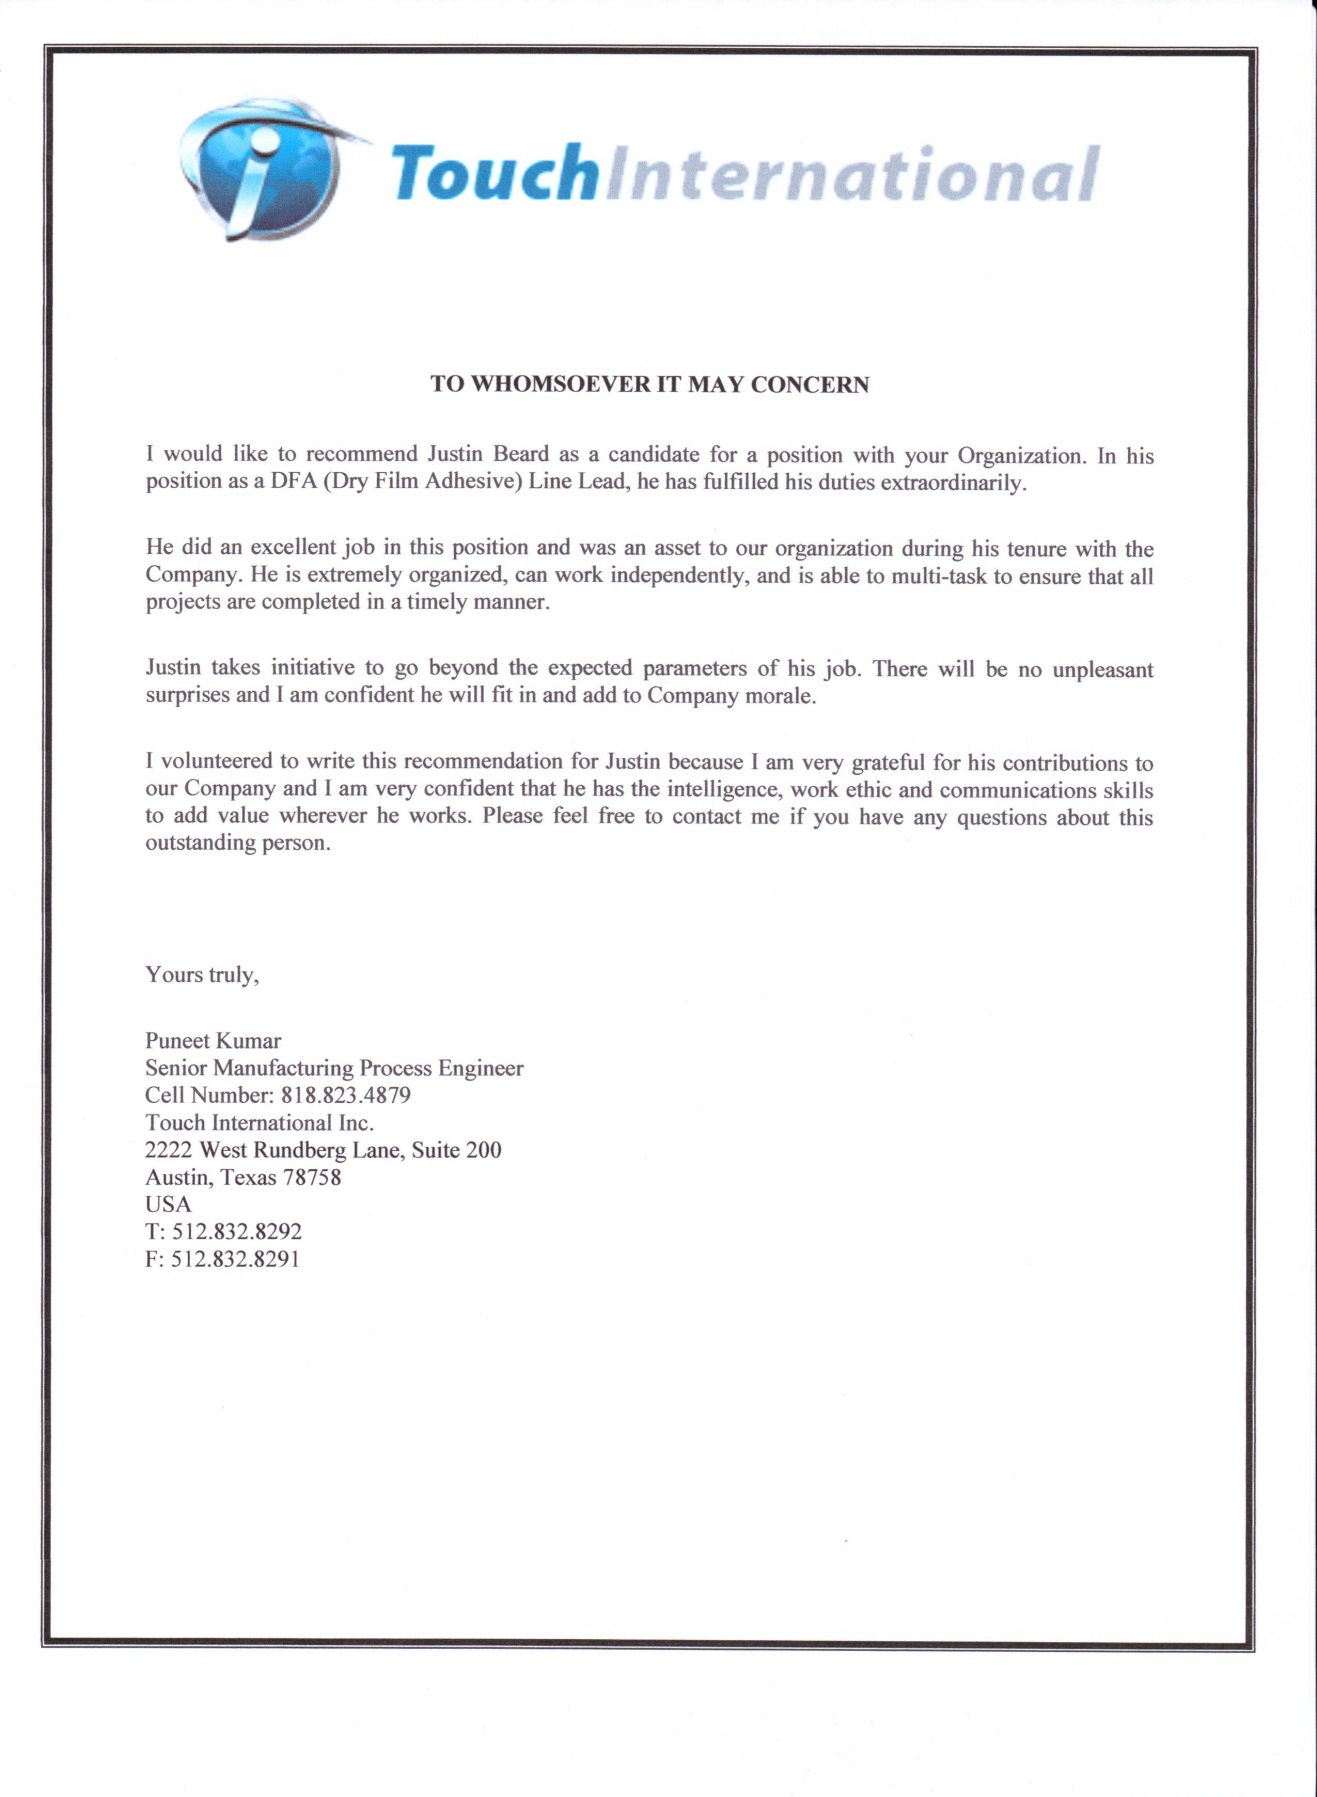 TouchInternational
TO WHOMSOEVER IT MAY CONCERN
I would like to recommend Justin Beard as a candidate for a position with your Organization. In his
position as a DFA (Dry Film Adhesive) Line Lead, he has fulfilled his duties extraordinarily.
He did an excellent job in this position and was an asset to our organization during his tenure with the
Company. He is extremely organized, can work independently, and is able to multi-task to ensure that all
projects are completed in a timely manner.
Justin takes initiative to go beyond the expected parameters of his job. There will be no unpleasant
surprises and I am confident he will fit in and add to Company morale.
I volunteered to write this recommendation for Justin because I am very grateful for his contributions to
our Company and I am very confident that he has the intelligence, work ethic and communications skills
to add value wherever he works. Please feel free to contact me if you have any questions about this
outstanding person.
Yours truly,
Puneet Kumar
Senior Manufacturing Process Engineer
Cell Number: 818.823.4879
Touch International Inc.
2222 West Rundberg Lane, Suite 200
Austin, Texas 78758
USA
T: 512.832.8292
F: 512.832.8291